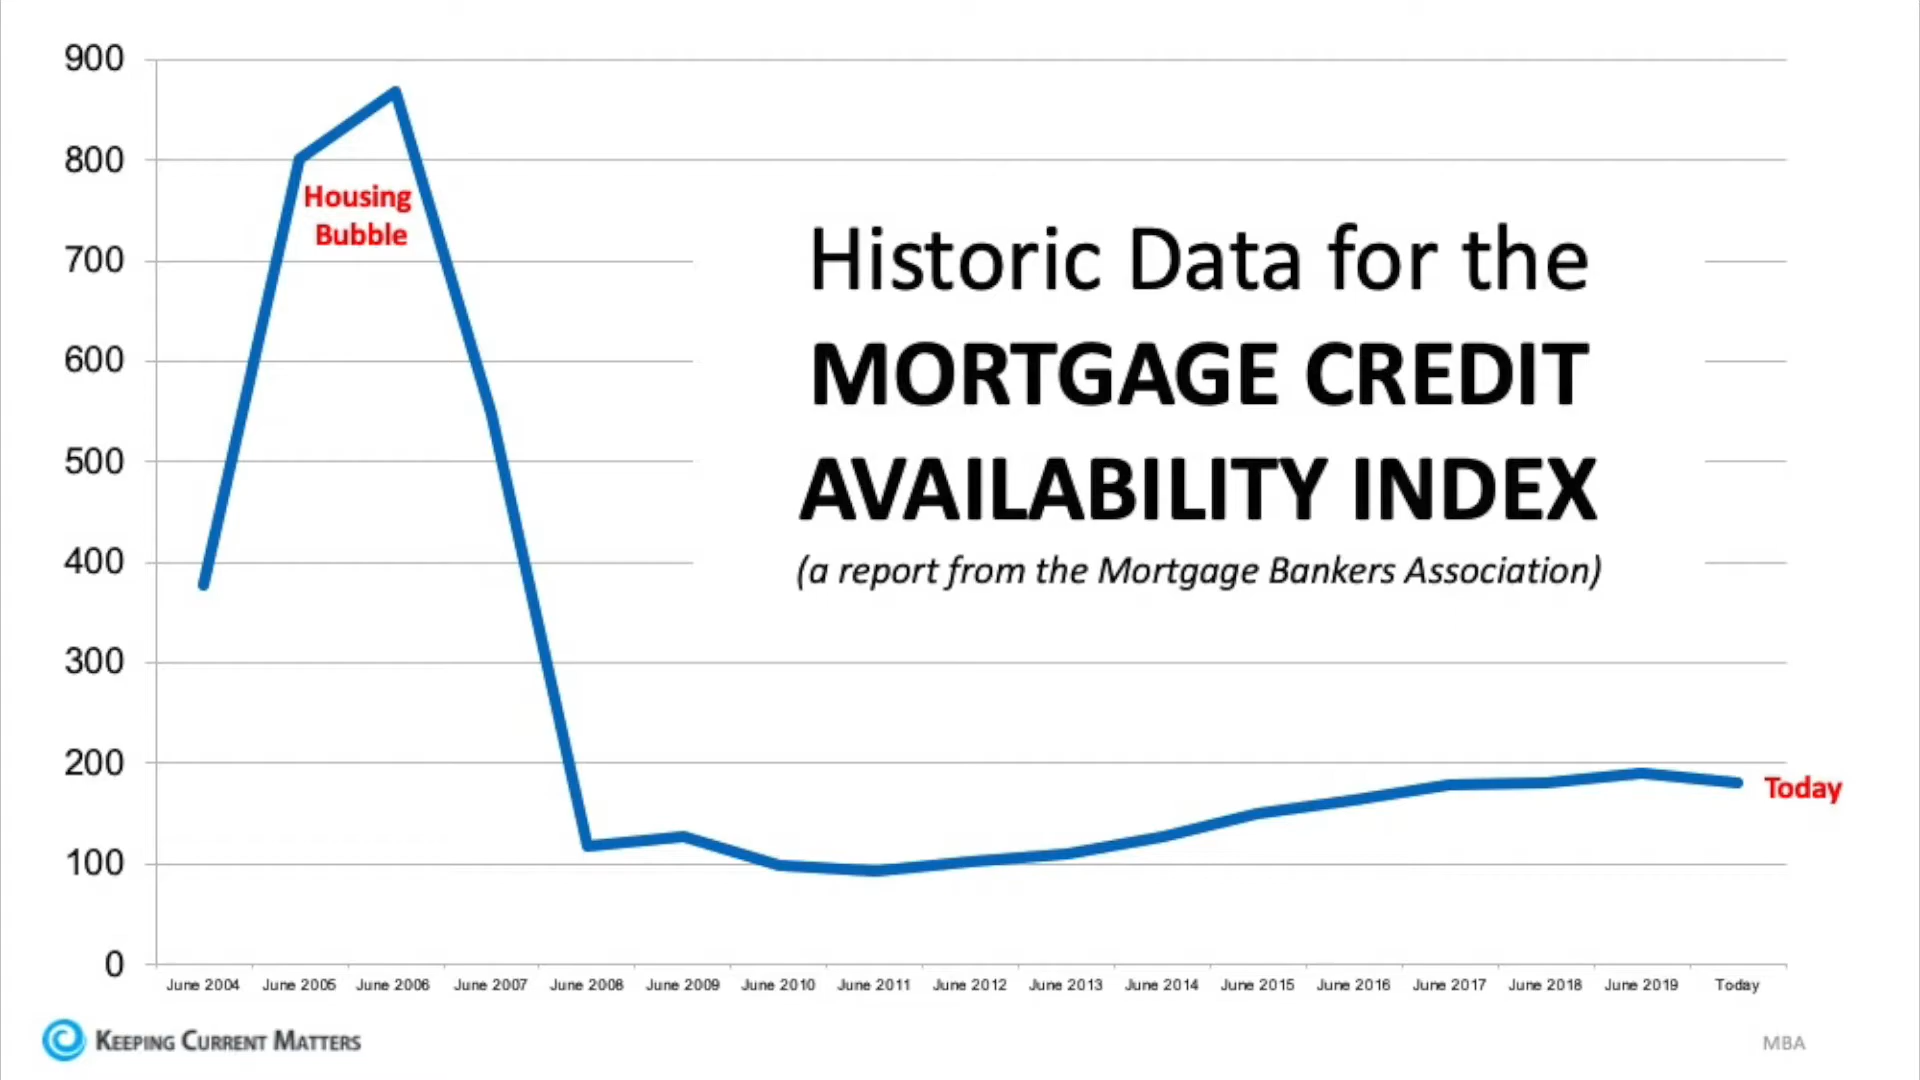 900
800
700
600
500
400
300
200
100
0
Housing
Bubble
Historic Data for the
MORTGAGE CREDIT
AVAILABILITY INDEX
(a report from the Mortgage Bankers Association)
Today
June 2004 June 2005 June 2006 June 2007 June 2008 June 2009 June 2010 June 2011 June 2012 June 2013 June 2014 June 2015 June 2016 June 2017 June 2018 June 2019 Today
KEEPING CURRENT MATTERS
MBA